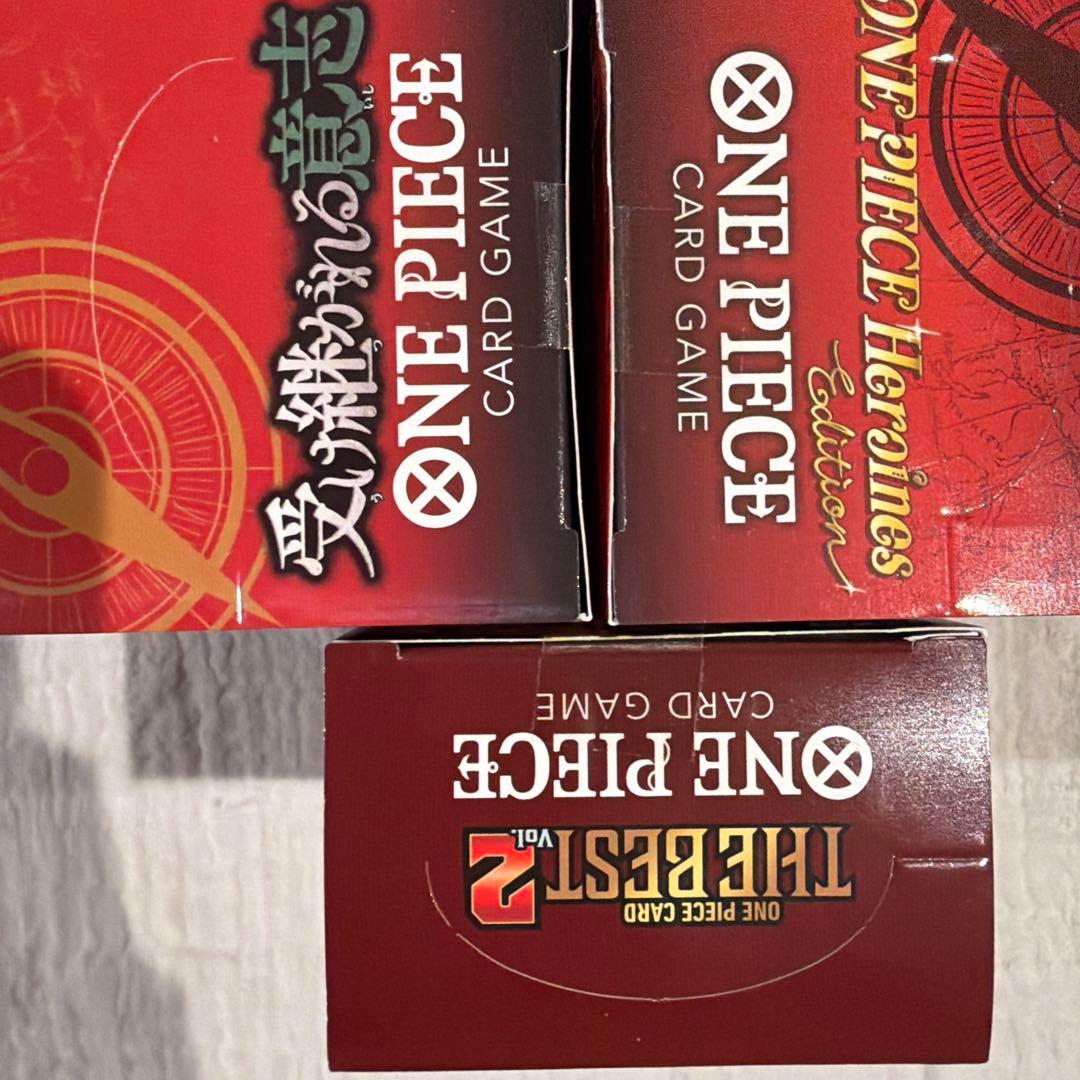 受け継がれる意志
ONE PIECE
CARD GAME
ONE PIECE
CARD GAME
ONE PIECE Heroines
Edition
CARD GAME
ONE PIECE
ONE PIECE CARD
THE BEST Vol.2